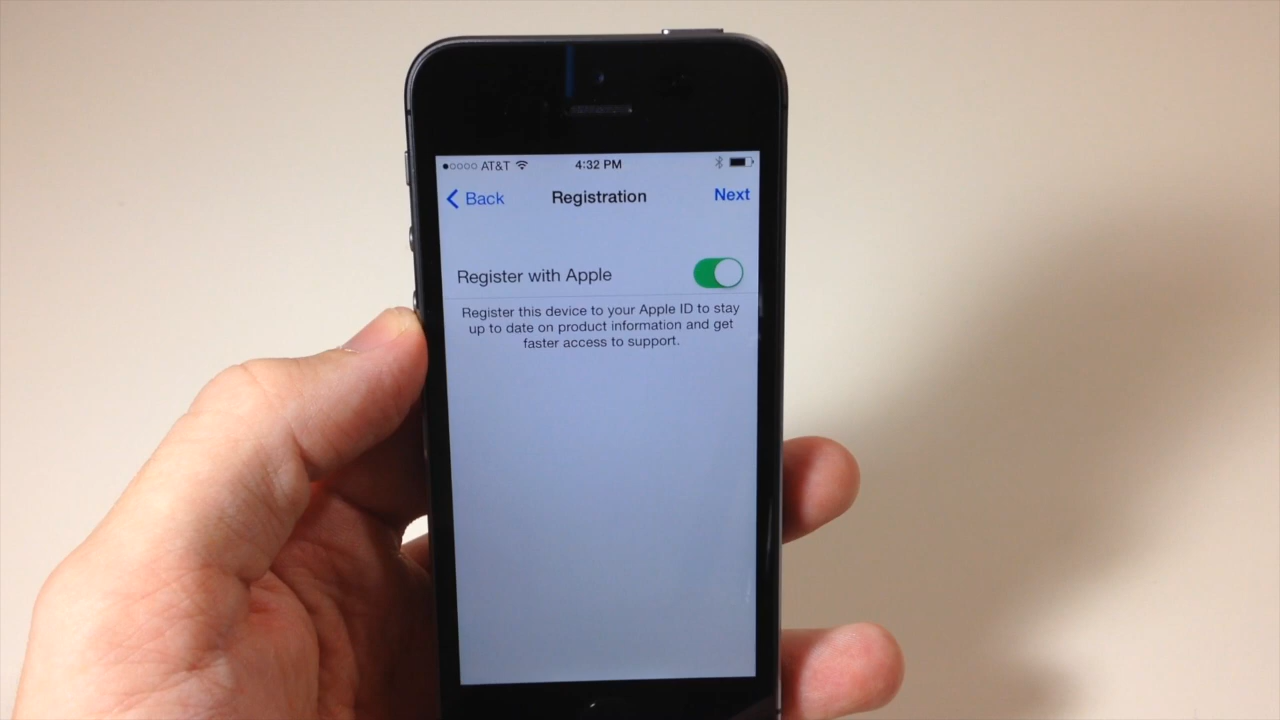 AT&T 4:32 PM
Back Registration Next
Register with Apple
Register this device to your Apple ID to stay
up to date on product information and get
faster access to support.